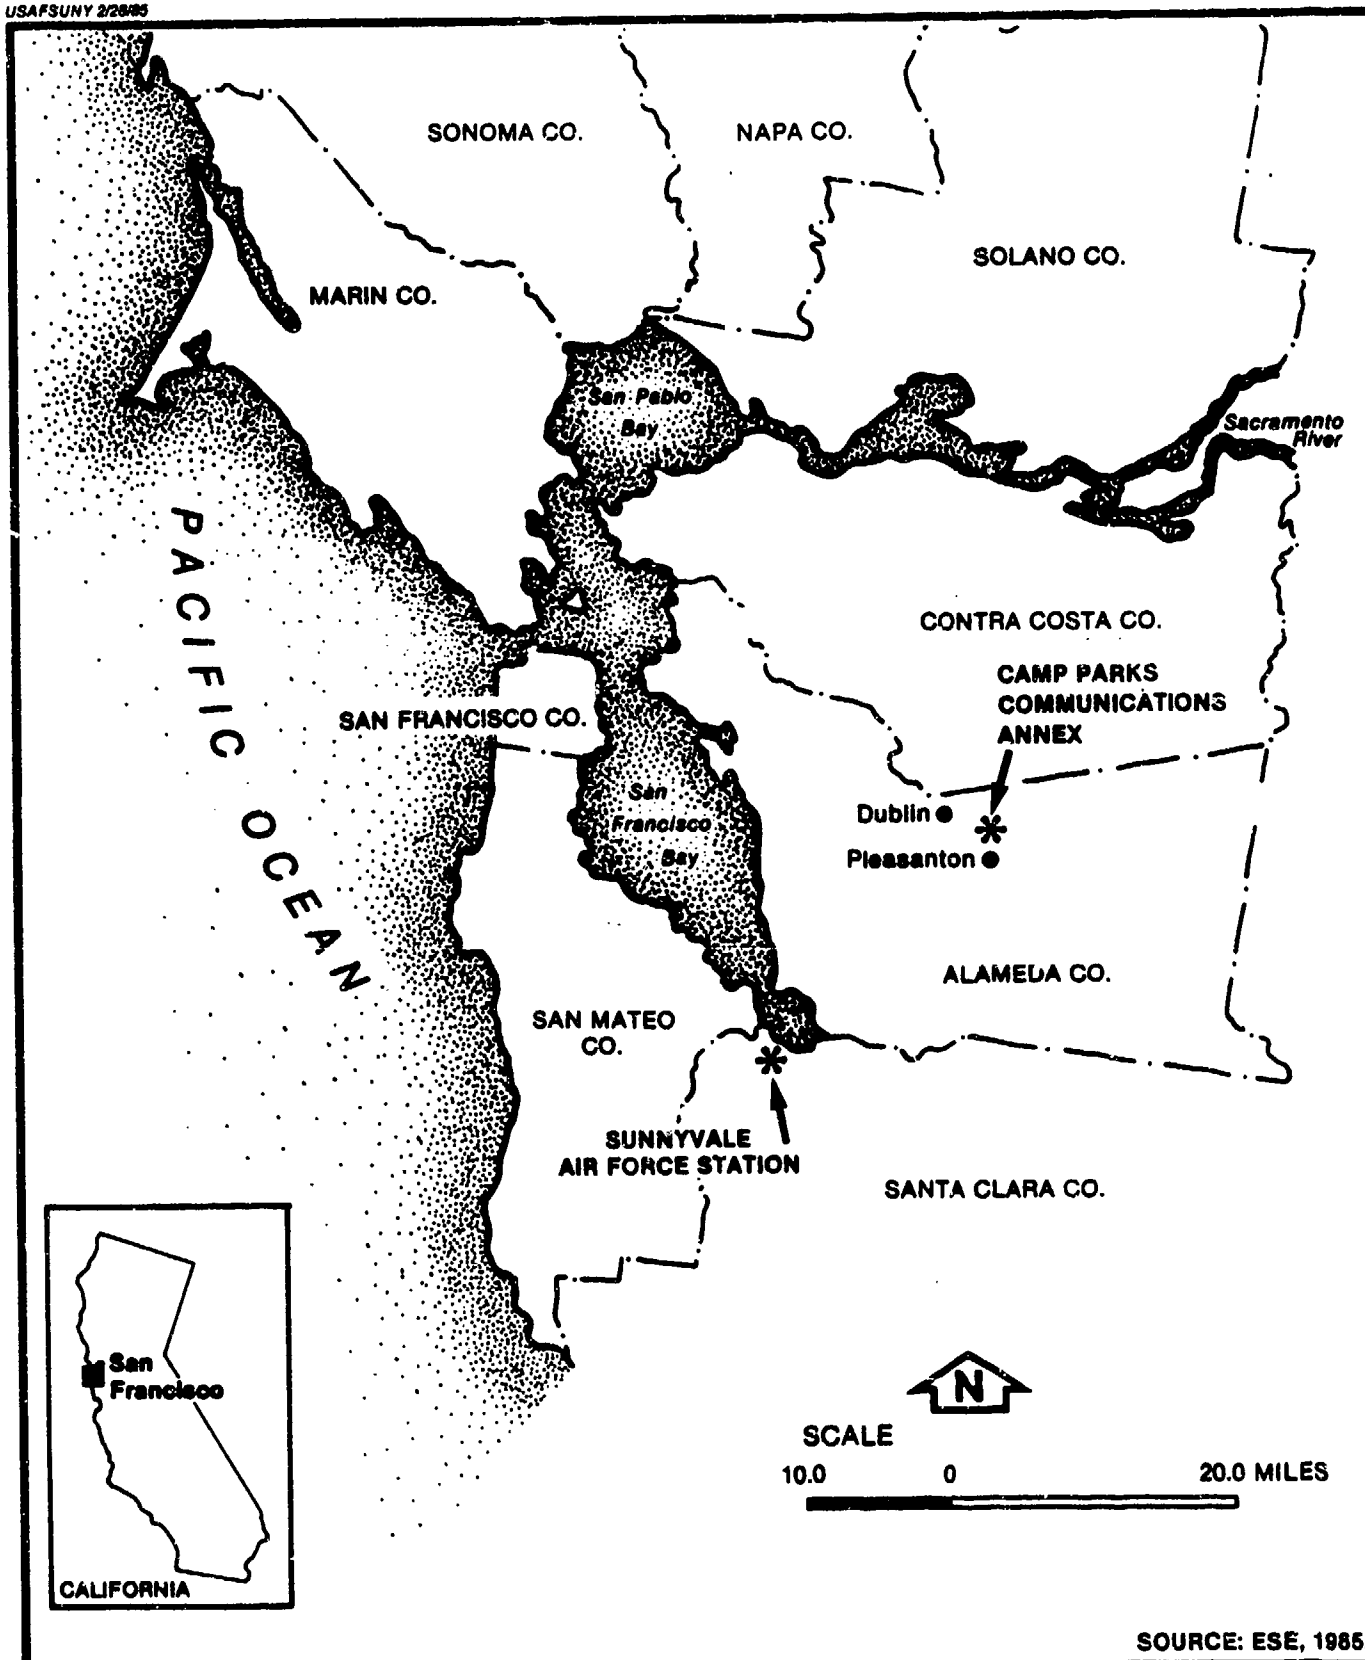 USAFSUNY 2/28/85
SONOMA CO.
NAPA CO.
SOLANO CO.
MARIN CO.
San Pablo
Bay
Sacramento
River
PACIFIC OCEAN
CONTRA COSTA CO.
CAMP PARKS
COMMUNICATIONS
ANNEX
SAN FRANCISCO CO.
San
Francisco
Bay
Dublin
Pleasanton
ALAMEDA CO.
SAN MATEO
CO.
SUNNYVALE
AIR FORCE STATION
SANTA CLARA CO.
San
Francisco
CALIFORNIA
N
SCALE
10.0 0 20.0 MILES
SOURCE: ESE, 1985